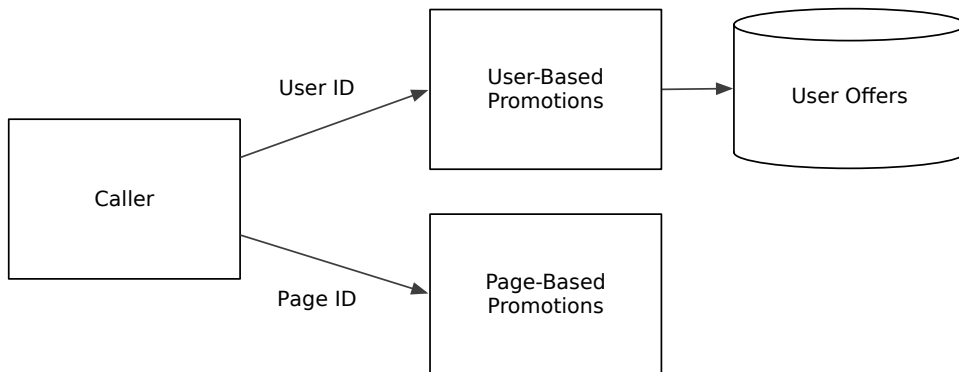 User ID
User-Based
Promotions
User Offers
Caller
Page ID
Page-Based
Promotions